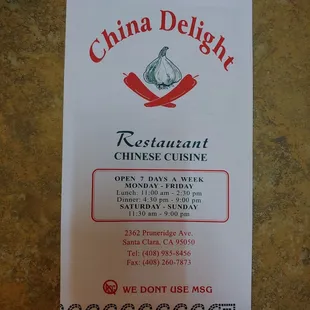 China Delight
Restaurant
CHINESE CUISINE
OPEN 7 DAYS A WEEK
MONDAY - FRIDAY
Lunch: 11:00 am - 2:30 pm
Dinner: 4:30 pm - 9:00 pm
SATURDAY - SUNDAY
11:30 am - 9:00 pm
2362 Pruneridge Ave.
Santa Clara, CA 95050
Tel: (408) 985-8456
Fax: (408) 260-7873
WE DONT USE MSG